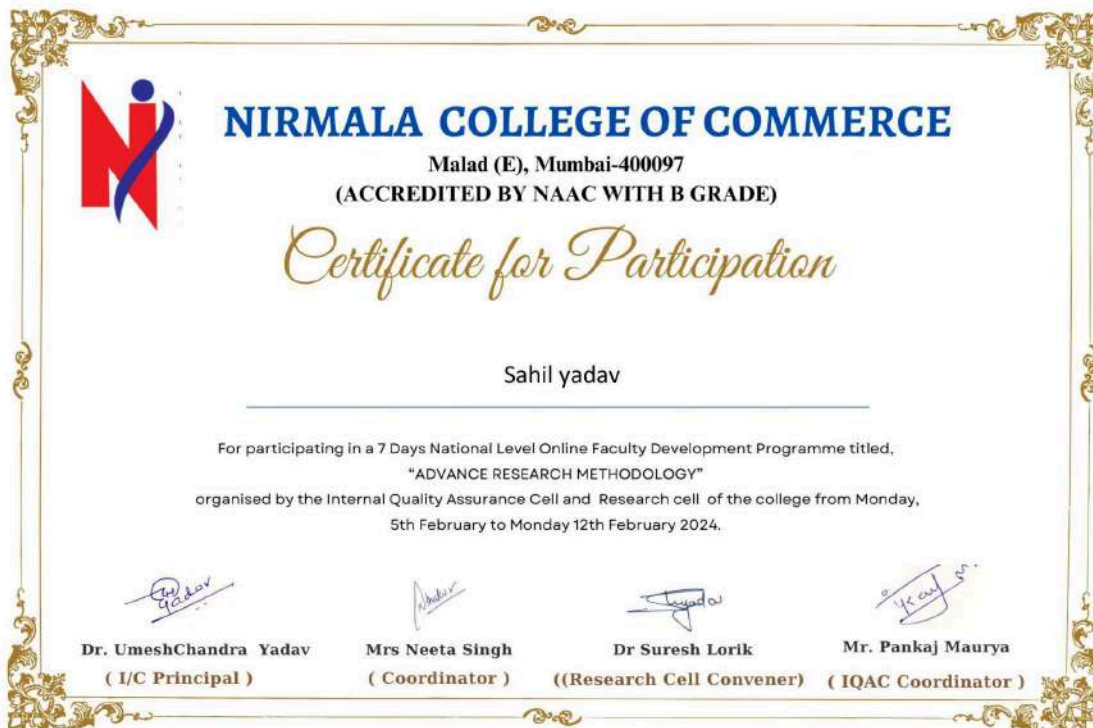 NIRMALA COLLEGE OF COMMERCE
Malad (E), Mumbai-400097
(ACCREDITED BY NAAC WITH B GRADE)
Certificate for Participation
Sahil yadav
For participating in a 7 Days National Level Online Faculty Development Programme titled,
"ADVANCE RESEARCH METHODOLOGY"
organised by the Internal Quality Assurance Cell and Research cell of the college from Monday,
5th February to Monday 12th February 2024.
Dr. UmeshChandra Yadav
( I/C Principal )
Mrs Neeta Singh
( Coordinator )
Dr Suresh Lorik
((Research Cell Convener)
Mr. Pankaj Maurya
( IQAC Coordinator )